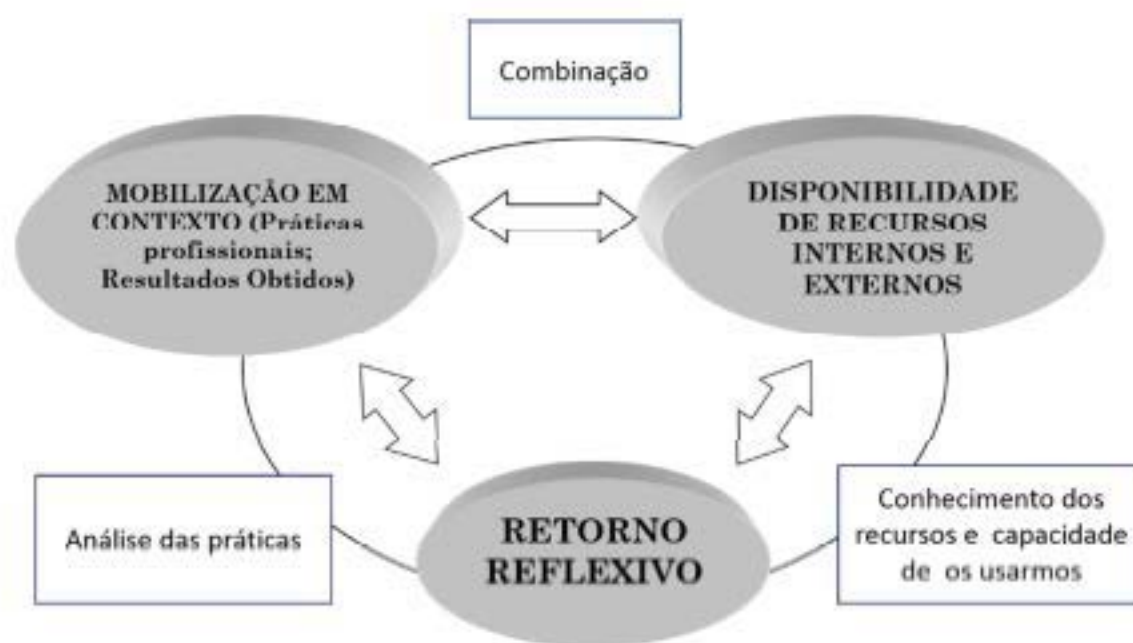 Combinação
MOBILIZAÇÃO EM
CONTEXTO (Práticas
profissionais;
Resultados Obtidos)
DISPONIBILIDADE
DE RECURSOS
INTERNOS E
EXTERNOS
Análise das práticas
RETORNO
REFLEXIVO
Conhecimento dos
recursos e capacidade
de os usarmos